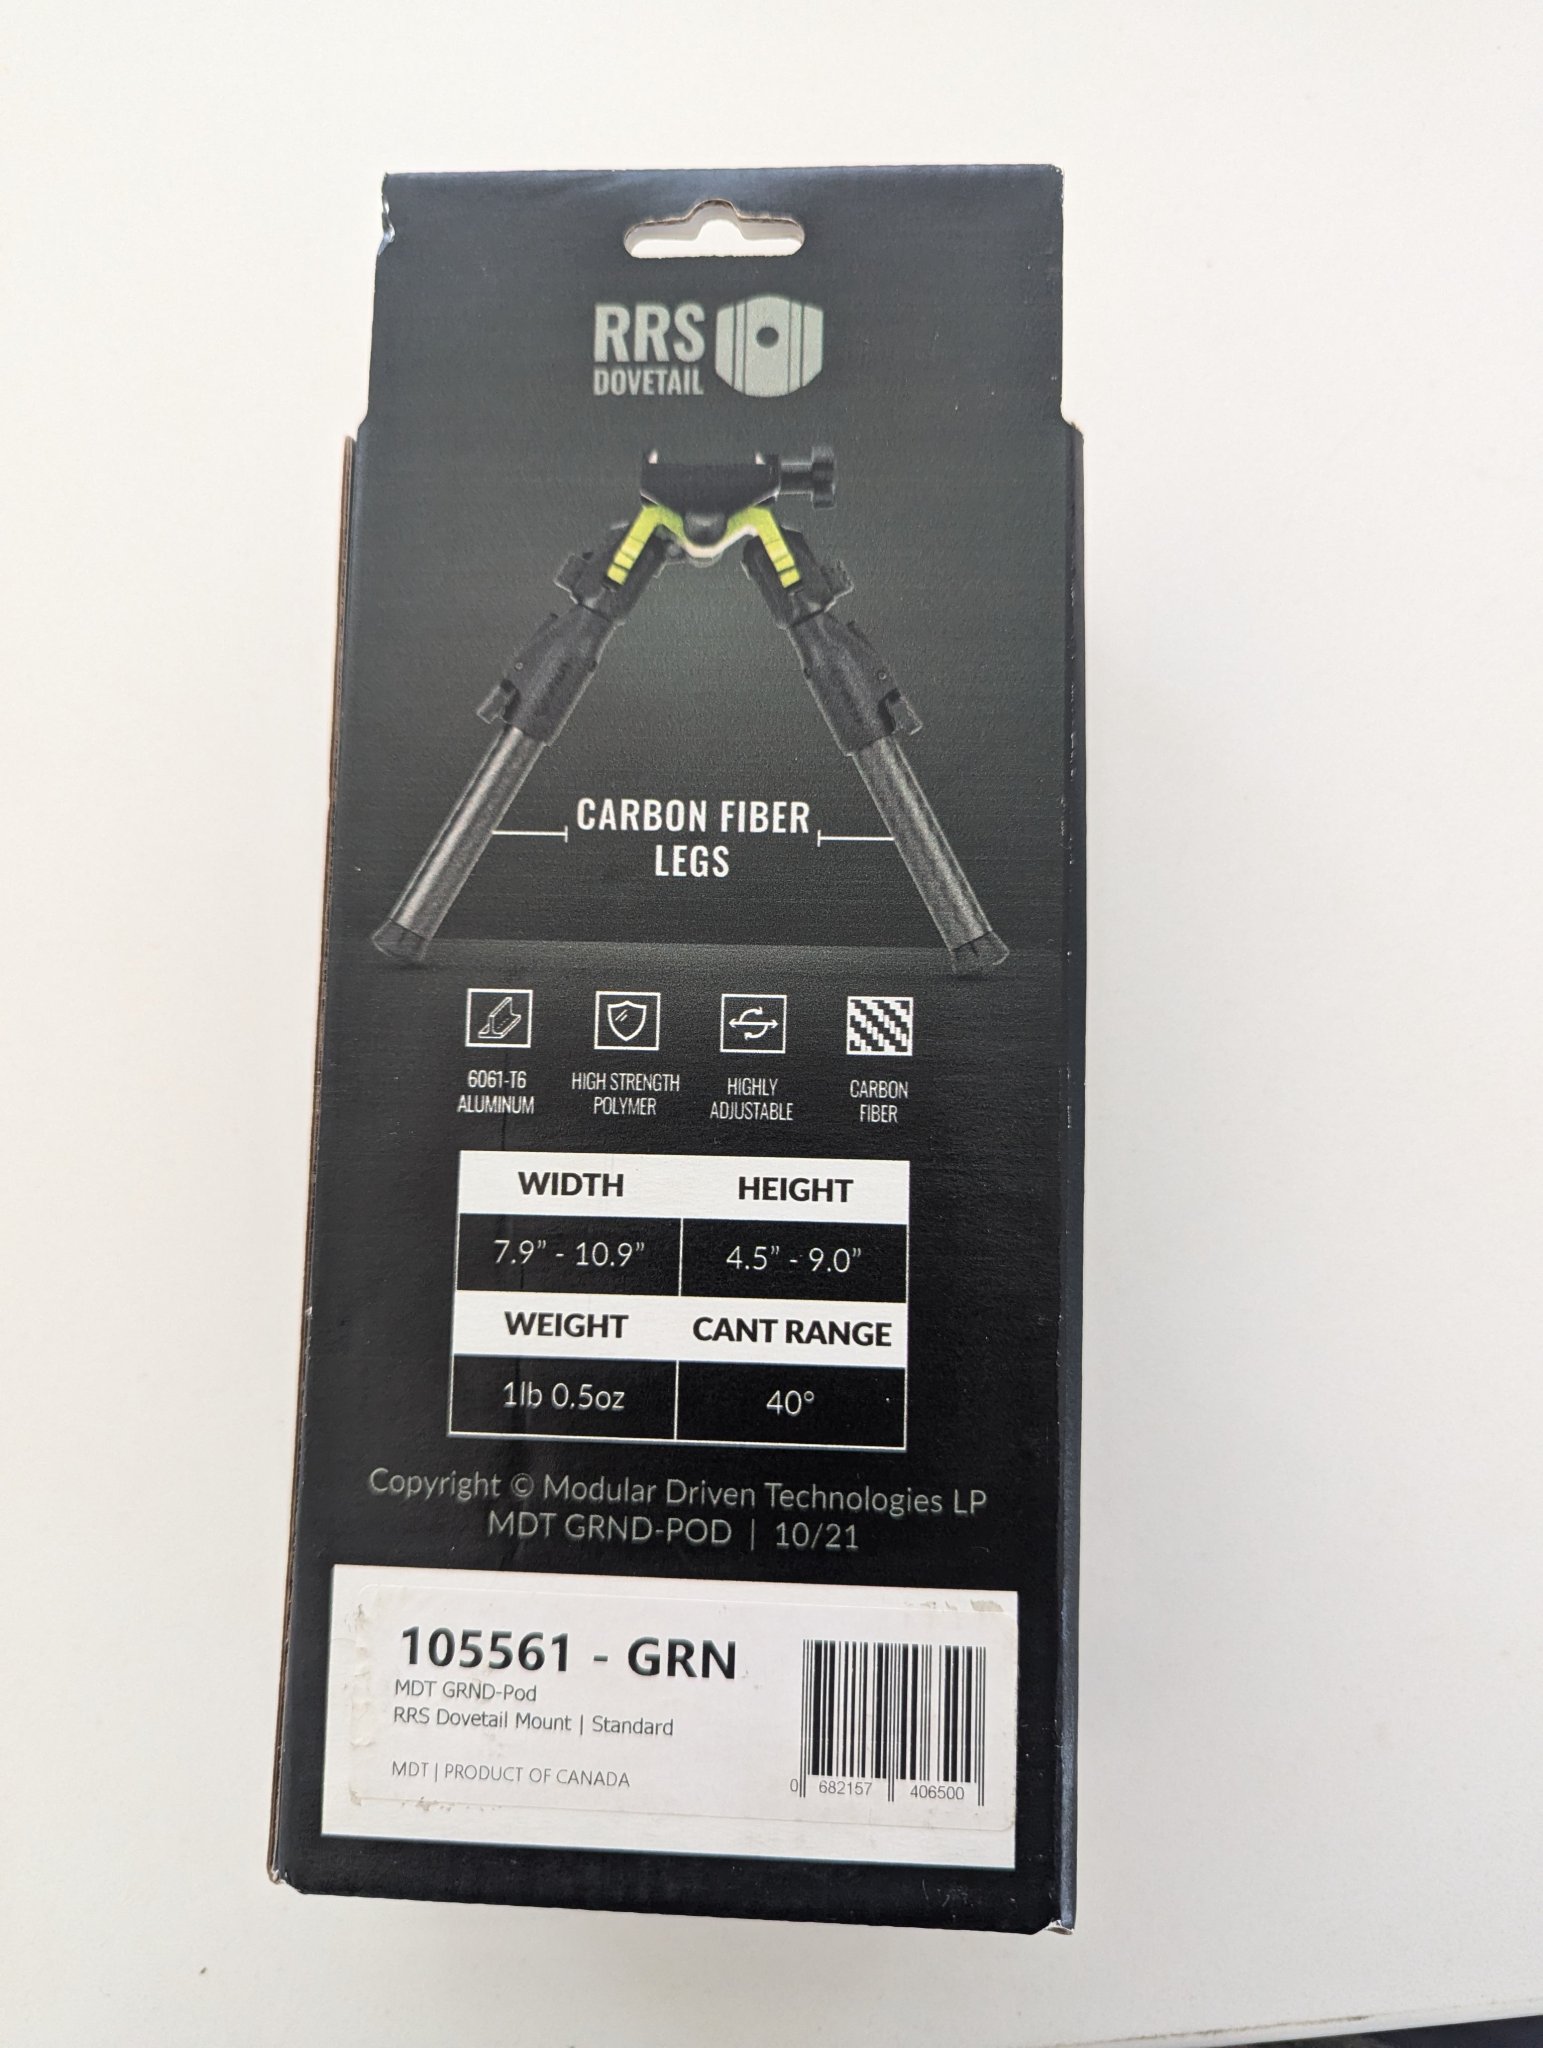 RRS
DOVETAIL
CARBON FIBER
LEGS
6061-T6
ALUMINUM
HIGH STRENGTH
POLYMER
HIGHLY
ADJUSTABLE
CARBON
FIBER
WIDTH HEIGHT
7.9” - 10.9” 4.5” - 9.0”
WEIGHT CANT RANGE
1lb 0.5oz 40°
Copyright © Modular Driven Technologies LP
MDT GRND-POD | 10/21
105561 - GRN
MDT GRND-Pod
RRS Dovetail Mount | Standard
MDT | PRODUCT OF CANADA
0 682157 406500